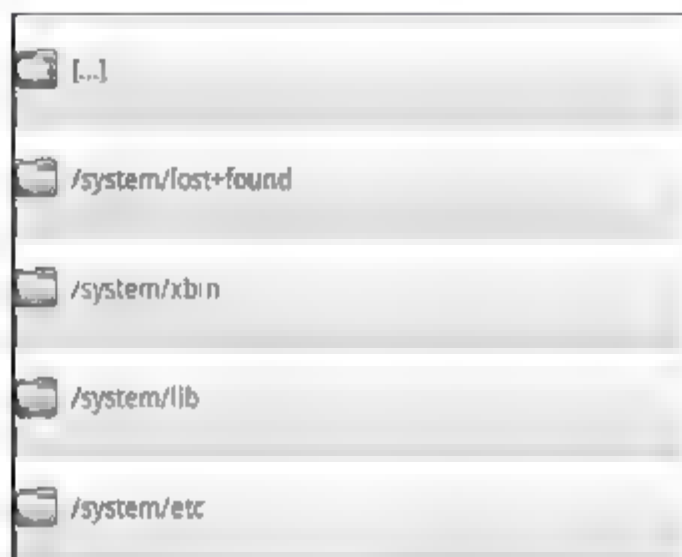 [...]
/system/lost+found
/system/xbin
/system/lib
/system/etc